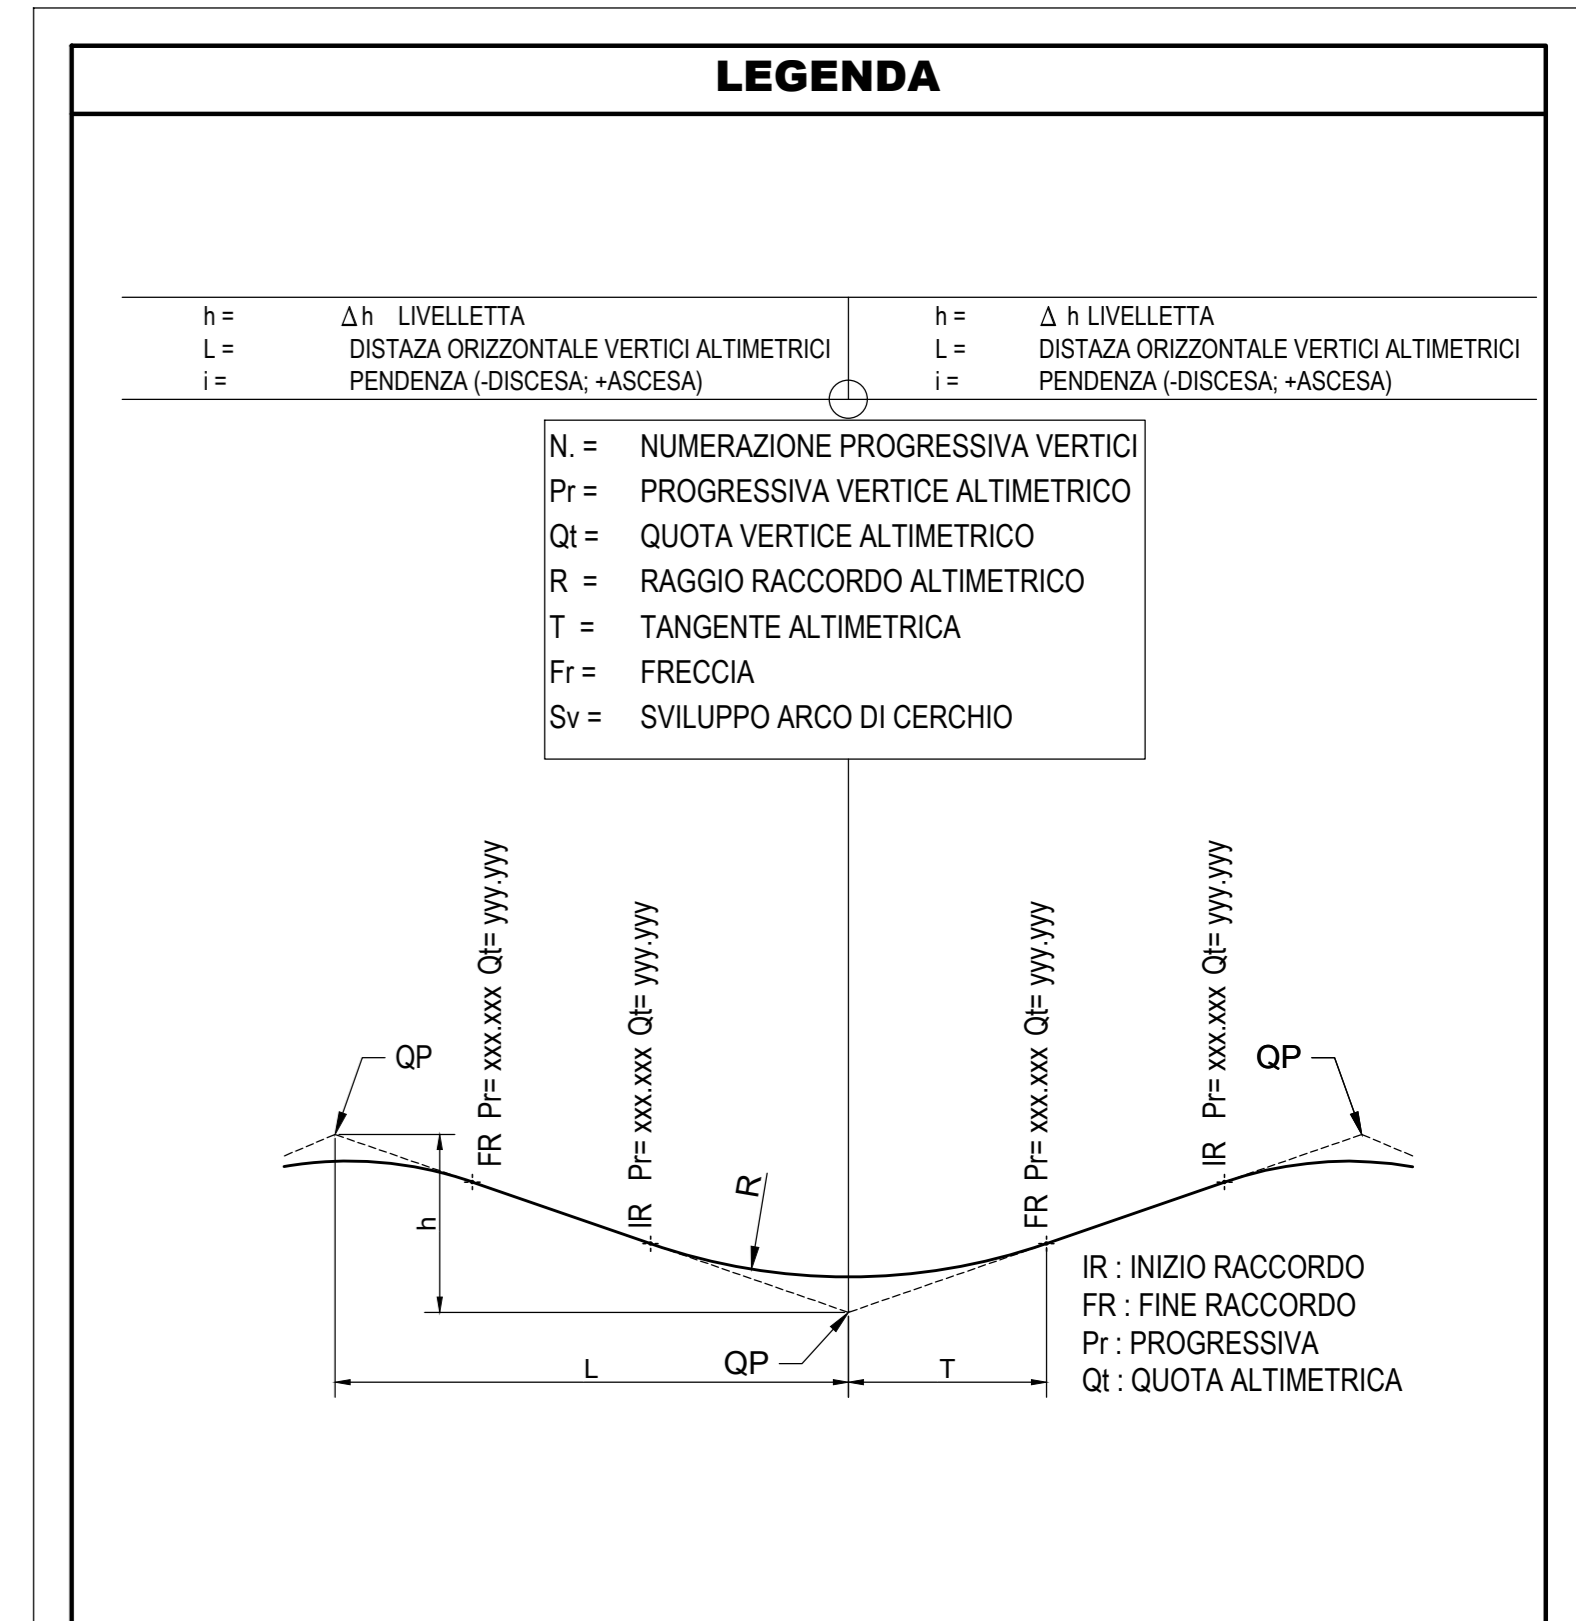 LEGENDA
h = Δ h LIVELLETTA
L = DISTAZA ORIZZONTALE VERTICI ALTIMETRICI
i = PENDENZA (-DISCESA; +ASCESA)
h = Δ h LIVELLETTA
L = DISTAZA ORIZZONTALE VERTICI ALTIMETRICI
i = PENDENZA (-DISCESA; +ASCESA)
N. = NUMERAZIONE PROGRESSIVA VERTICI
Pr = PROGRESSIVA VERTICE ALTIMETRICO
Qt = QUOTA VERTICE ALTIMETRICO
R = RAGGIO RACCORDO ALTIMETRICO
T = TANGENTE ALTIMETRICA
Fr = FRECCIA
Sv = SVILUPPO ARCO DI CERCHIO
QP
FR Pr= xxx.xxx Qt= yyy.yyy
IR Pr= xxx.xxx Qt= yyy.yyy
FR Pr= xxx.xxx Qt= yyy.yyy
IR Pr= xxx.xxx Qt= yyy.yyy
QP
h
R
L
QP
T
IR : INIZIO RACCORDO
FR : FINE RACCORDO
Pr : PROGRESSIVA
Qt : QUOTA ALTIMETRICA